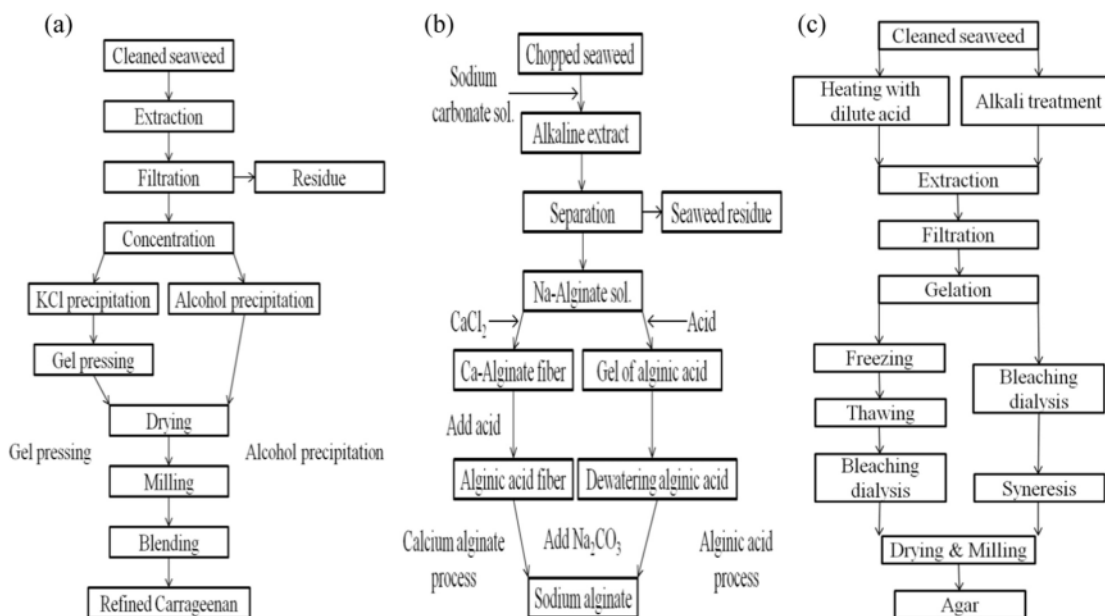 (a)
Cleaned seaweed
Extraction
Filtration
Residue
Concentration
KCl precipitation
Alcohol precipitation
Gel pressing
Drying
Gel pressing
Alcohol precipitation
Milling
Blending
Refined Carrageenan
(b)
Chopped seaweed
Sodium
carbonate sol.
Alkaline extract
Separation
Seaweed residue
Na-Alginate sol.
CaCl₂
Acid
Ca-Alginate fiber
Gel of alginic acid
Add acid
Alginic acid fiber
Dewatering alginic acid
Calcium alginate
process
Add Na₂CO₃
Alginic acid
process
Sodium alginate
(c)
Cleaned seaweed
Heating with
dilute acid
Alkali treatment
Extraction
Filtration
Gelation
Freezing
Thawing
Bleaching
dialysis
Bleaching
dialysis
Syneresis
Drying & Milling
Agar